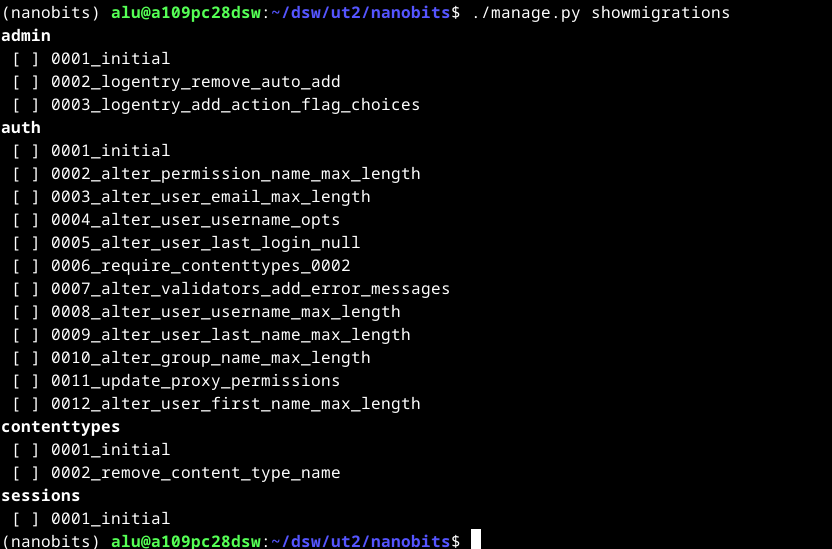 (nanobits) alu@a109pc28dsw:~/dsw/ut2/nanobits$ ./manage.py showmigrations
admin
 [ ] 0001_initial
 [ ] 0002_logentry_remove_auto_add
 [ ] 0003_logentry_add_action_flag_choices
auth
 [ ] 0001_initial
 [ ] 0002_alter_permission_name_max_length
 [ ] 0003_alter_user_email_max_length
 [ ] 0004_alter_user_username_opts
 [ ] 0005_alter_user_last_login_null
 [ ] 0006_require_contenttypes_0002
 [ ] 0007_alter_validators_add_error_messages
 [ ] 0008_alter_user_username_max_length
 [ ] 0009_alter_user_last_name_max_length
 [ ] 0010_alter_group_name_max_length
 [ ] 0011_update_proxy_permissions
 [ ] 0012_alter_user_first_name_max_length
contenttypes
 [ ] 0001_initial
 [ ] 0002_remove_content_type_name
sessions
 [ ] 0001_initial
(nanobits) alu@a109pc28dsw:~/dsw/ut2/nanobits$